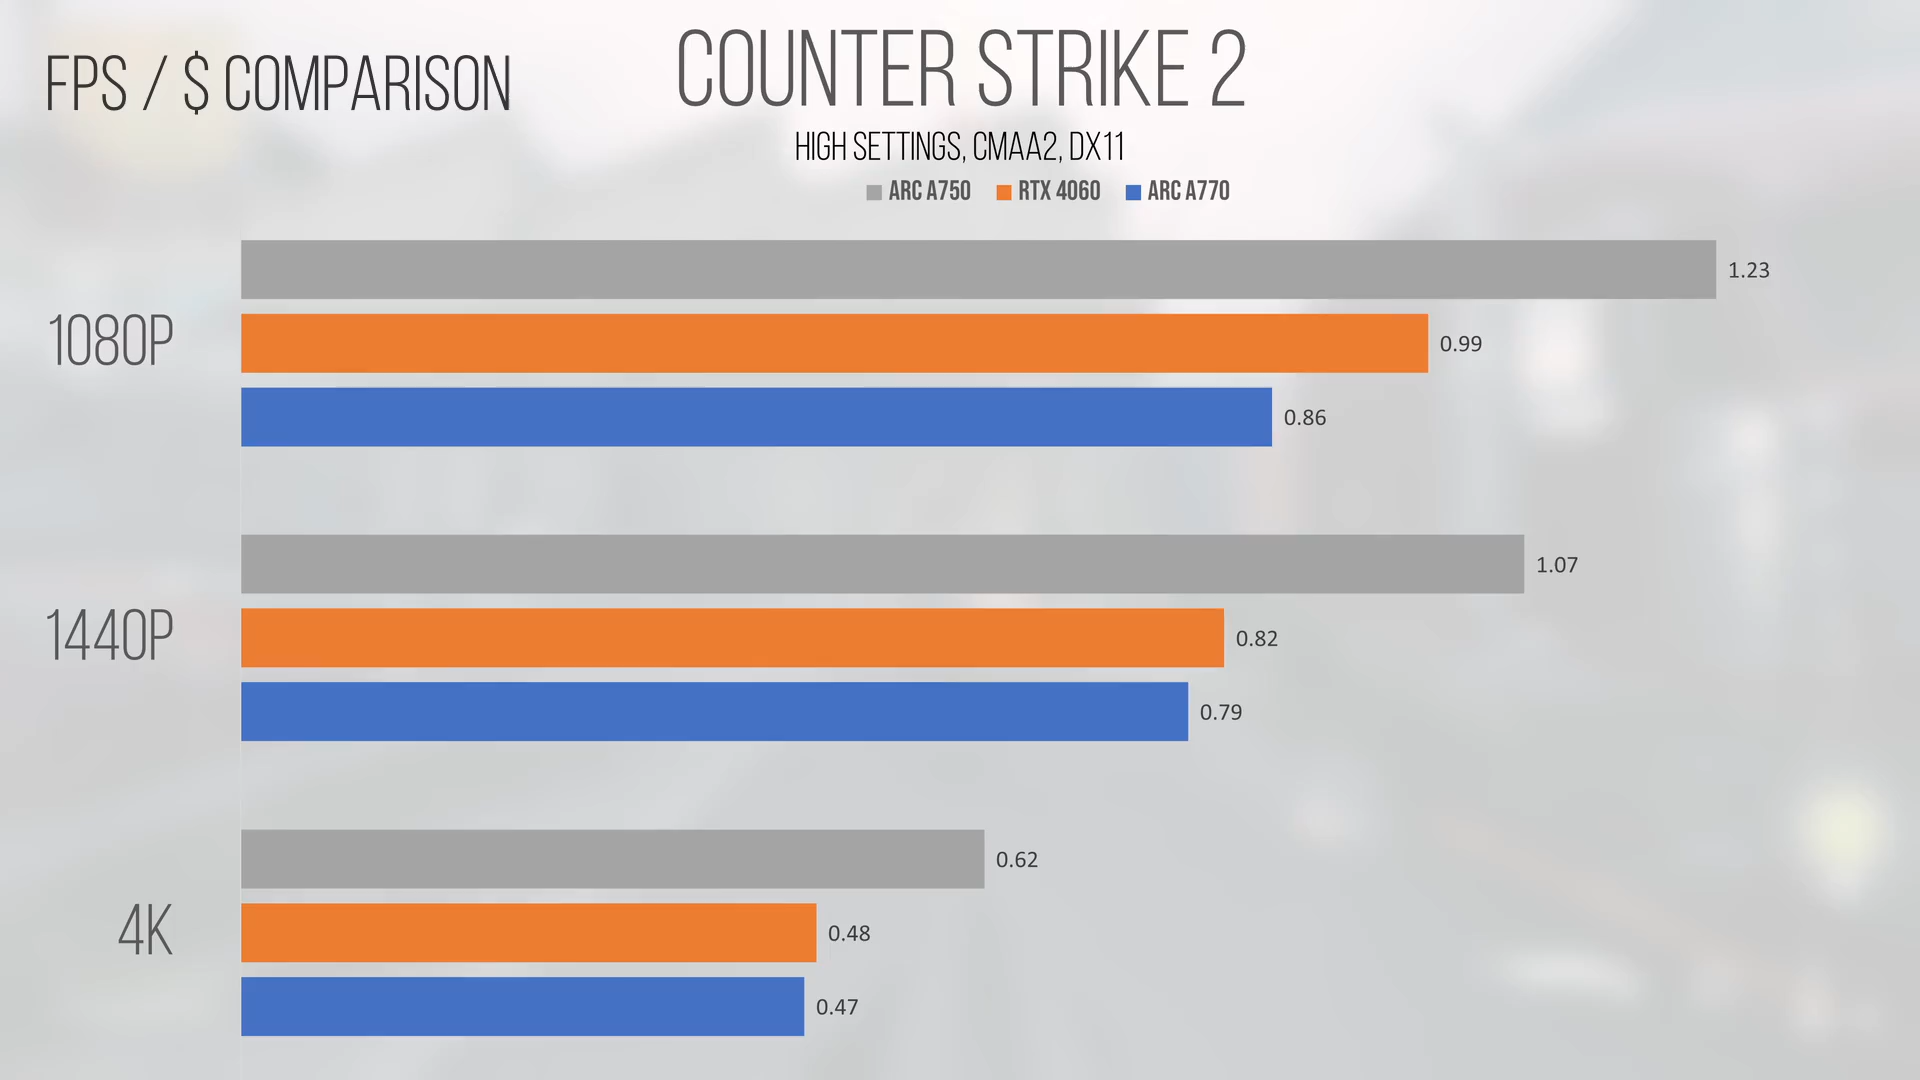 FPS / $ COMPARISON
COUNTER STRIKE 2
HIGH SETTINGS, CMAA2, DX11
ARC A750 RTX 4060 ARC A770
1080P
1.23
0.99
0.86
1440P
1.07
0.82
0.79
4K
0.62
0.48
0.47